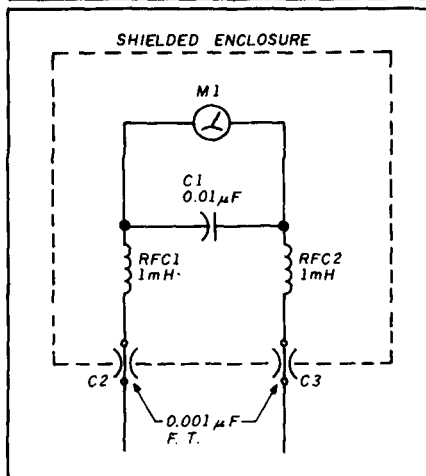 SHIELDED ENCLOSURE
M1
C1
0.01µF
RFC1
1mH
RFC2
1mH
C2
C3
0.001µF
F. T.